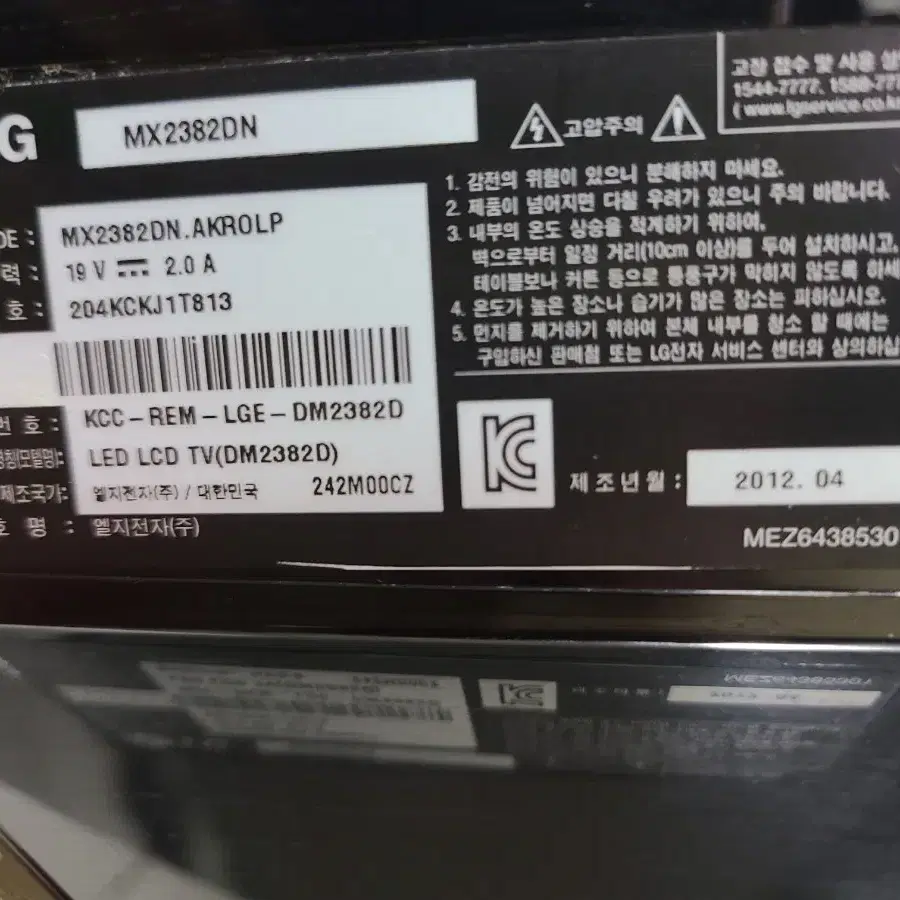 G
MX2382DN
고압주의
고장 접수 및 사용
1544-7777, 1588-77
( www.lgservice.co.k
DE : MX2382DN.AKROLP
력 : 19 V 2.0 A
호 : 204KCKJ1T813
번 호 : KCC-REM-LGE-DM2382D
명칭(모델명): LED LCD TV(DM2382D)
제조국가: 엘지전자(주) / 대한민국 242M00CZ
호 명 : 엘지전자(주)
1. 감전의 위험이 있으니 분해하지 마세요.
2. 제품이 넘어지면 다칠 우려가 있으니 주의 바랍니다.
3. 내부의 온도 상승을 적게하기 위하여,
벽으로부터 일정 거리(10cm 이상)를 두어 설치하시고,
테이블보나 커튼 등으로 통풍구가 막히지 않도록 하세
4. 온도가 높은 장소나 습기가 많은 장소는 피하십시오.
5. 먼지를 제거하기 위하여 본체 내부를 청소 할 때에는
구입하신 판매점 또는 LG전자 서비스 센터와 상의하십
제 조 년 월 : 2012. 04
MEZ6438530